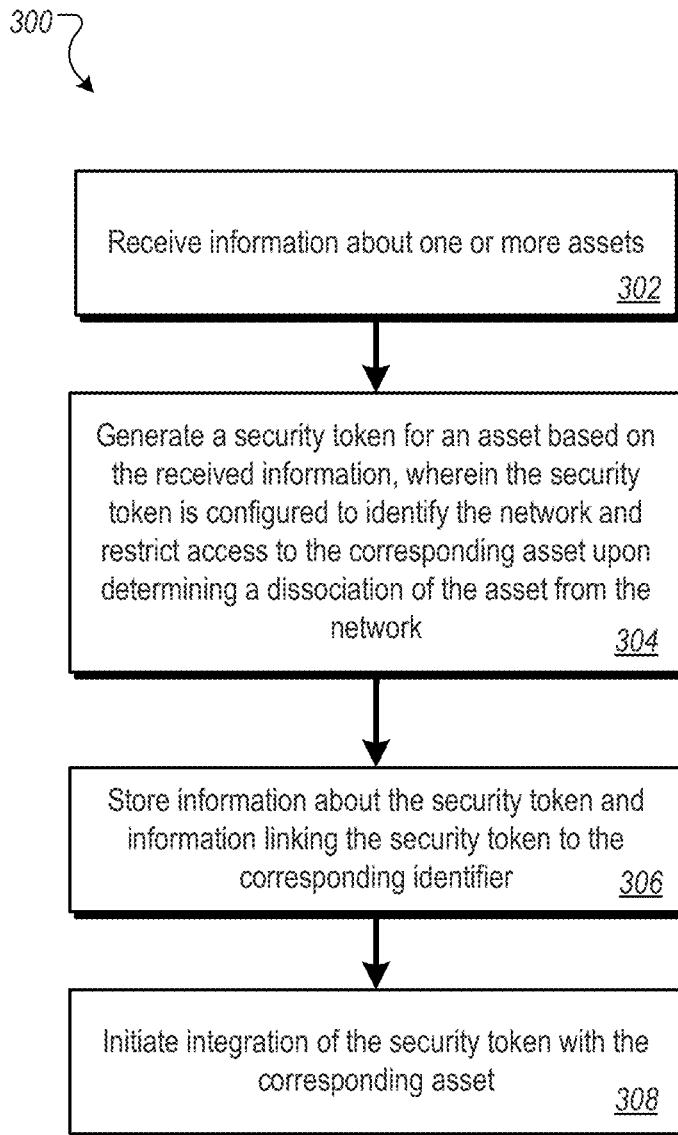 300
Receive information about one or more assets
302
Generate a security token for an asset based on
the received information, wherein the security
token is configured to identify the network and
restrict access to the corresponding asset upon
determining a dissociation of the asset from the
network
304
Store information about the security token and
information linking the security token to the
corresponding identifier
306
Initiate integration of the security token with the
corresponding asset
308